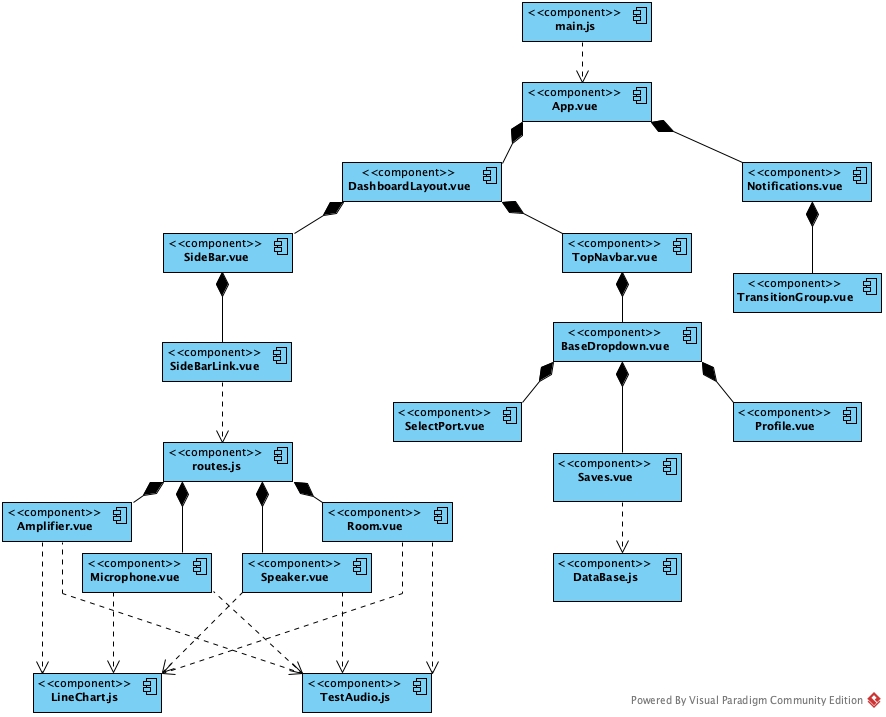 <<component>>
main.js
<<component>>
App.vue
<<component>>
DashboardLayout.vue
<<component>>
Notifications.vue
<<component>>
SideBar.vue
<<component>>
TopNavbar.vue
<<component>>
TransitionGroup.vue
<<component>>
BaseDropdown.vue
<<component>>
SideBarLink.vue
<<component>>
SelectPort.vue
<<component>>
Profile.vue
<<component>>
routes.js
<<component>>
Saves.vue
<<component>>
Amplifier.vue
<<component>>
Room.vue
<<component>>
Microphone.vue
<<component>>
Speaker.vue
<<component>>
DataBase.js
<<component>>
LineChart.js
<<component>>
TestAudio.js
Powered By Visual Paradigm Community Edition